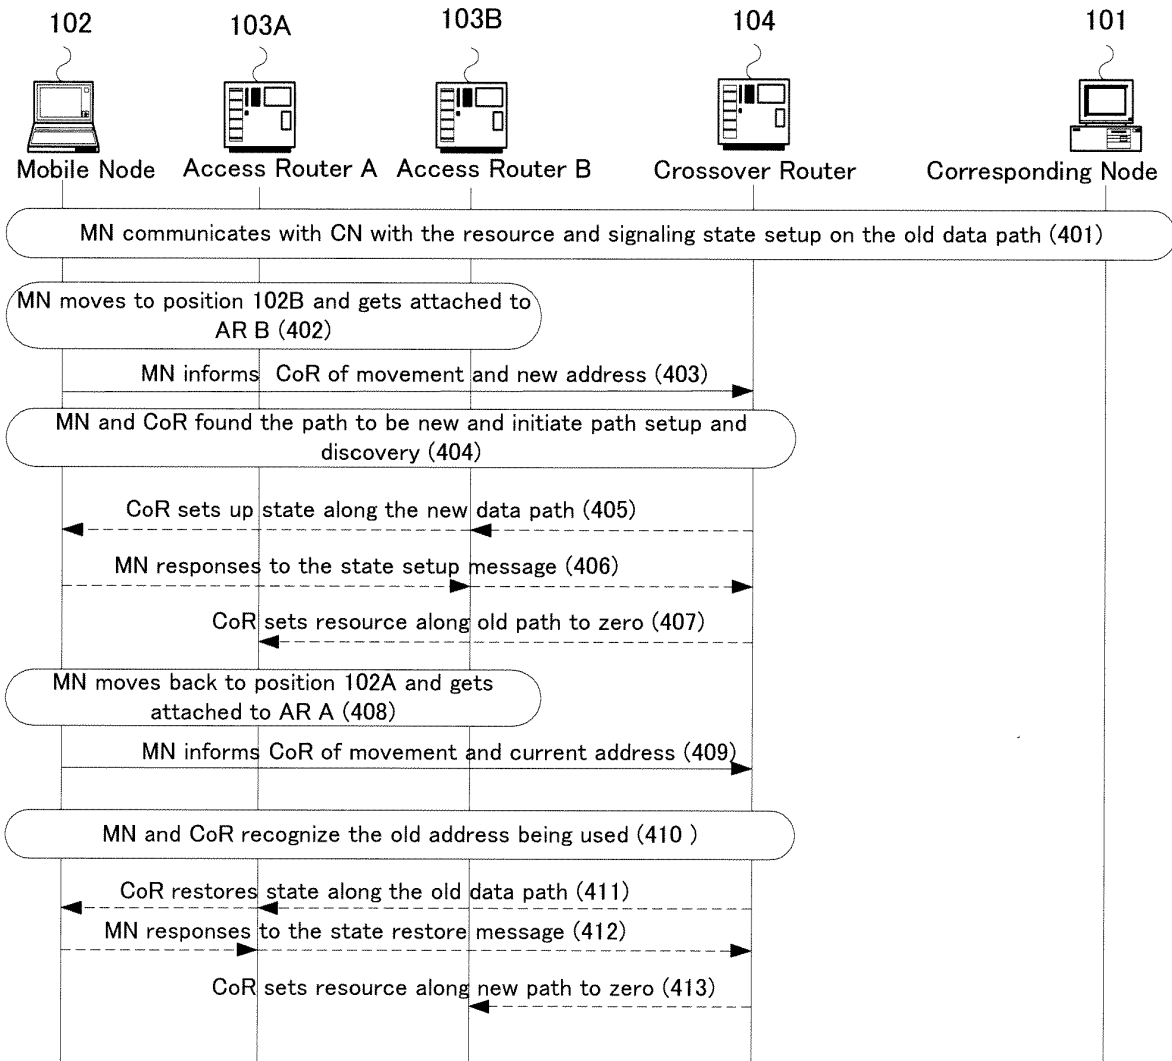 102
103A
103B
104
101
Mobile Node
Access Router A
Access Router B
Crossover Router
Corresponding Node
MN communicates with CN with the resource and signaling state setup on the old data path (401)
MN moves to position 102B and gets attached to
AR B (402)
MN informs CoR of movement and new address (403)
MN and CoR found the path to be new and initiate path setup and
discovery (404)
CoR sets up state along the new data path (405)
MN responses to the state setup message (406)
CoR sets resource along old path to zero (407)
MN moves back to position 102A and gets
attached to AR A (408)
MN informs CoR of movement and current address (409)
MN and CoR recognize the old address being used (410 )
CoR restores state along the old data path (411)
MN responses to the state restore message (412)
CoR sets resource along new path to zero (413)